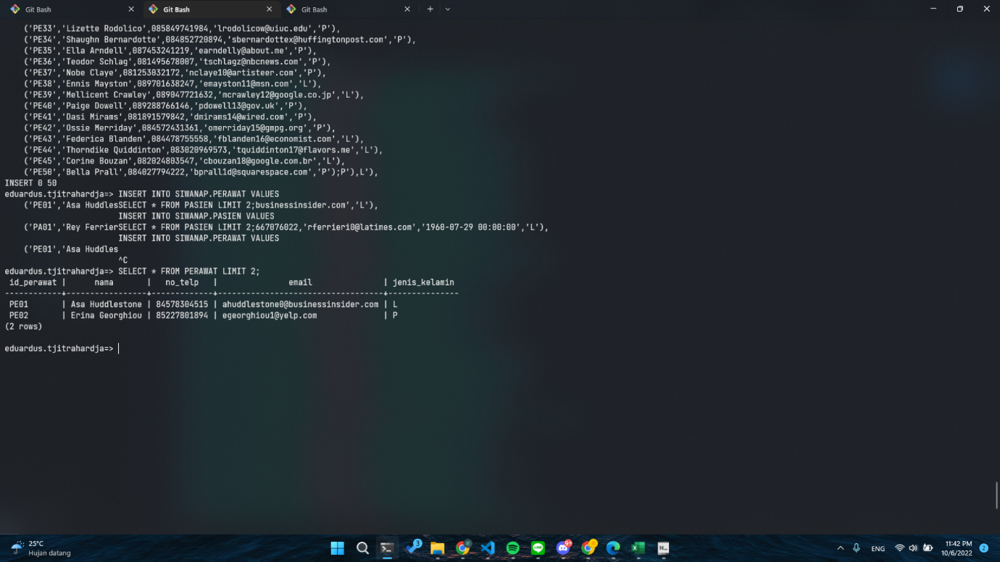 Git Bash
Git Bash
Git Bash
('PE33','Lizette Rodolico',085849741984,'lrodolicow@uiuc.edu','P'),
('PE34','Shaughn Bernardotte',084852720894,'sbernardottex@huffingtonpost.com','P'),
('PE35','Ella Arndell',087453241219,'earndelly@about.me','P'),
('PE36','Teodor Schlag',081495678007,'tschlagz@nbcnews.com','P'),
('PE37','Nobe Claye',081253032172,'nclaye10@artisteer.com','P'),
('PE38','Ennis Mayston',089701638247,'emayston11@msn.com','L'),
('PE39','Mellicent Crawley',089047721632,'mcrawley12@google.co.jp','L'),
('PE40','Paige Dowell',089288766146,'pdowell13@gov.uk','P'),
('PE41','Dasi Mirams',081891579842,'dmirams14@wired.com','P'),
('PE42','Ossie Merriday',084572431361,'omerriday15@gmpg.org','P'),
('PE43','Federica Blanden',084478755558,'fblanden16@economist.com','L'),
('PE44','Thorndike Quiddinton',083020969573,'tquiddinton17@flavors.me','L'),
('PE45','Corine Bouzan',082024803547,'cbouzan18@google.com.br','L'),
('PE50','Bella Prall',084027794222,'bprall1d@squarespace.com','P');P'),L'),
INSERT 0 50
eduardus.tjitrahardja=> INSERT INTO SIWANAP.PERAWAT VALUES
('PE01','Asa HuddlesSELECT * FROM PASIEN LIMIT 2;businessinsider.com','L'),
INSERT INTO SIWANAP.PASIEN VALUES
('PA01','Rey FerrierSELECT * FROM PASIEN LIMIT 2;667076022,'rferrieri0@latimes.com','1960-07-29 00:00:00','L'),
INSERT INTO SIWANAP.PERAWAT VALUES
('PE01','Asa Huddles
^C
eduardus.tjitrahardja=> SELECT * FROM PERAWAT LIMIT 2;
id_perawat | nama | no_telp | email | jenis_kelamin
------------+-----------------+-------------+-----------------------------------+---------------
PE01 | Asa Huddlestone | 84578304515 | ahuddlestone0@businessinsider.com | L
PE02 | Erina Georghiou | 85227801894 | egeorghiou1@yelp.com | P
(2 rows)
eduardus.tjitrahardja=>
25°C
Hujan datang
3
9+
ENG
11:42 PM
10/6/2022
2